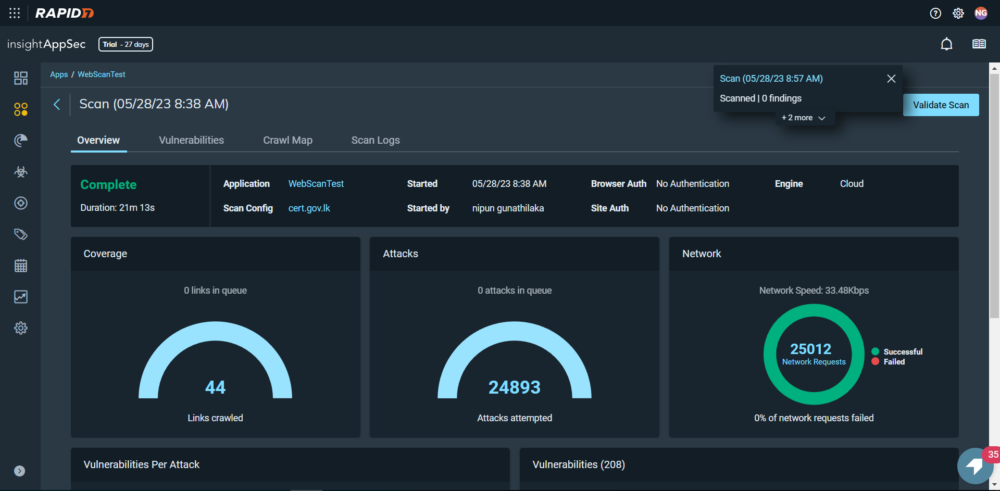 RAPID7
NG
insightAppSec
Trial - 27 days
Apps / WebScanTest
Scan (05/28/23 8:57 AM)
Scanned | 0 findings
+ 2 more
Scan (05/28/23 8:38 AM)
Validate Scan
Overview
Vulnerabilities
Crawl Map
Scan Logs
Complete
Duration: 21m 13s
Application WebScanTest
Scan Config cert.gov.lk
Started 05/28/23 8:38 AM
Started by nipun gunathilaka
Browser Auth No Authentication
Site Auth No Authentication
Engine Cloud
Coverage
0 links in queue
44
Links crawled
Attacks
0 attacks in queue
24893
Attacks attempted
Network
Network Speed: 33.48Kbps
25012
Network Requests
Successful
Failed
0% of network requests failed
Vulnerabilities Per Attack
Vulnerabilities (208)
35